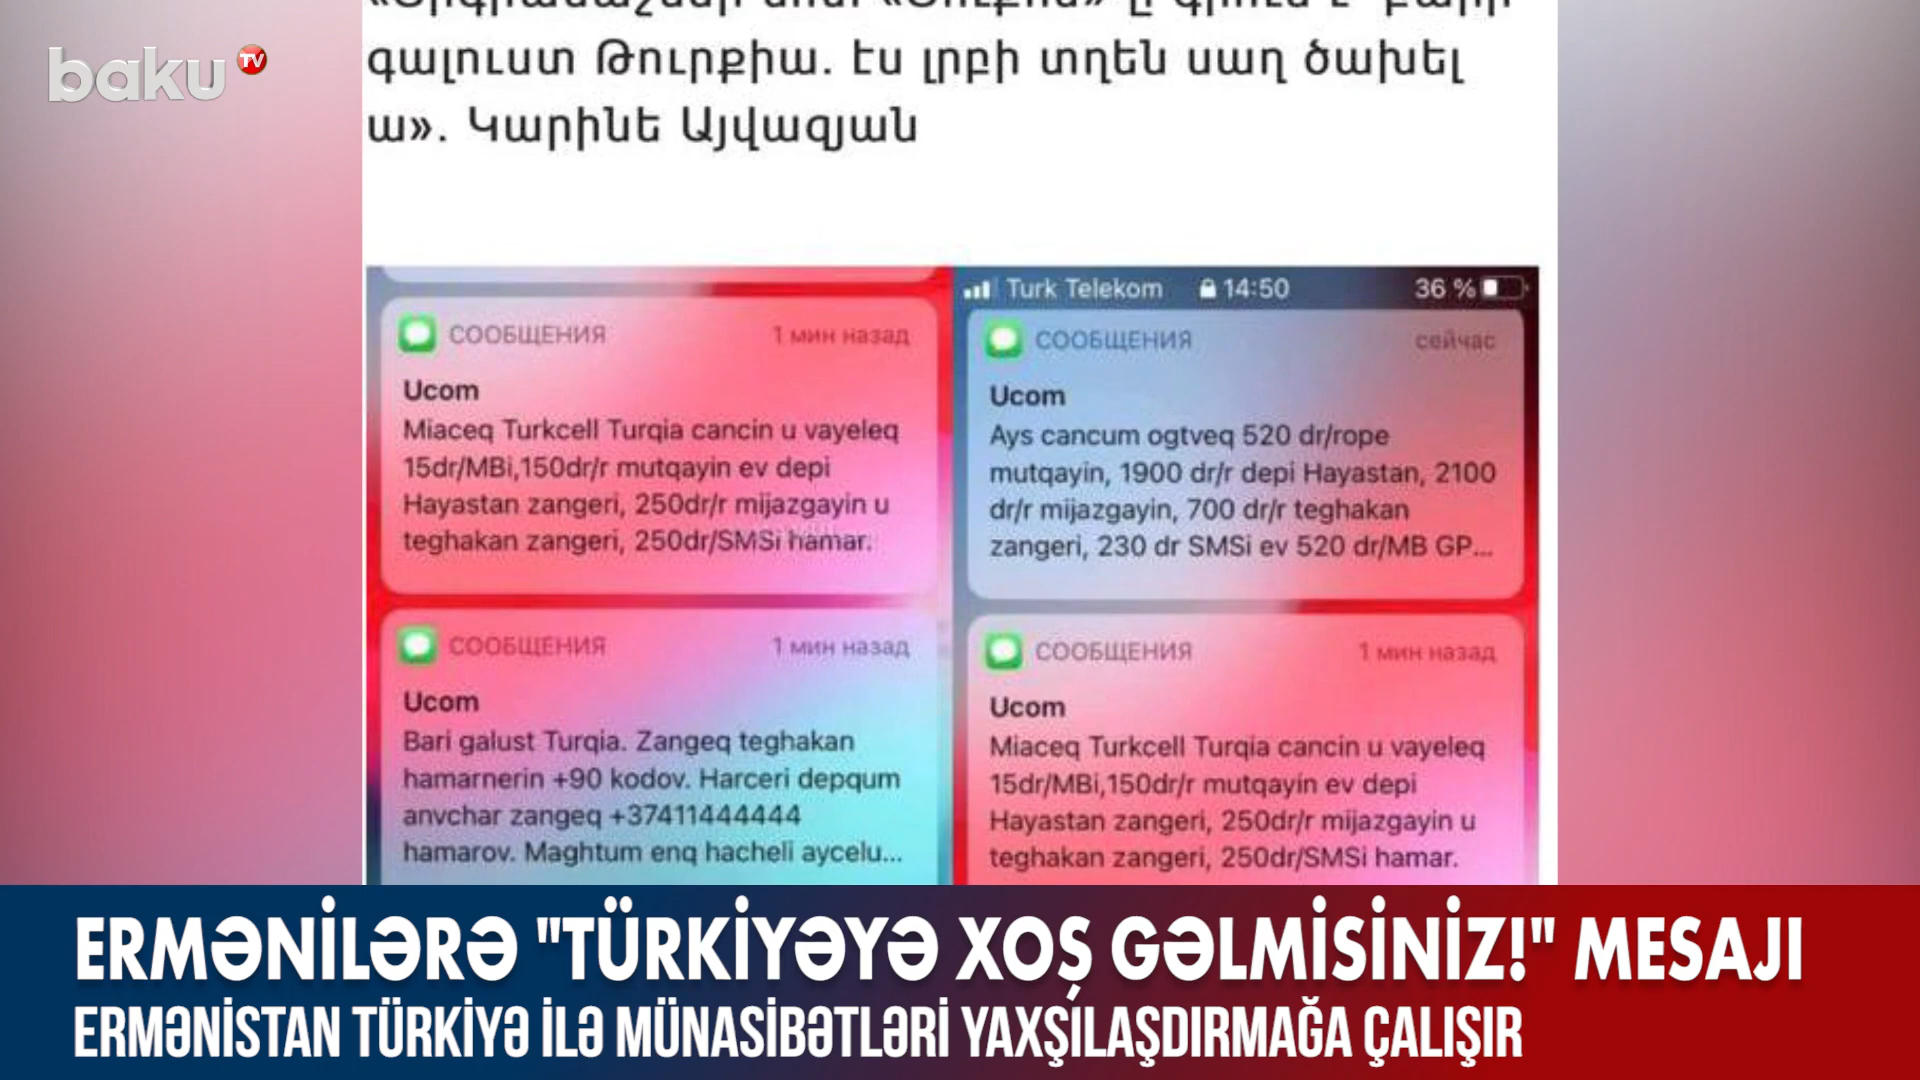 baku TV
գալուստ Թուրքիա. էս լրբի տղեն սաղ ծախել
ա». Կարինե Այվազյան
СООБЩЕНИЯ 1 мин назад
Ucom
Miaceq Turkcell Turqia cancin u vayeleq
15dr/MBi,150dr/r mutqayin ev depi
Hayastan zangeri, 250dr/r mijazgayin u
teghakan zangeri, 250dr/SMSi hamar.
СООБЩЕНИЯ 1 мин назад
Ucom
Bari galust Turqia. Zangeq teghakan
hamarnerin +90 kodov. Harceri depqum
anvchar zangeq +37411444444
hamarov. Maghtum enq hacheli aycelu...
Turk Telekom 14:50 36 %
СООБЩЕНИЯ сейчас
Ucom
Ays cancum ogtveq 520 dr/rope
mutqayin, 1900 dr/r depi Hayastan, 2100
dr/r mijazgayin, 700 dr/r teghakan
zangeri, 230 dr SMSi ev 520 dr/MB GP...
СООБЩЕНИЯ 1 мин назад
Ucom
Miaceq Turkcell Turqia cancin u vayeleq
15dr/MBi,150dr/r mutqayin ev depi
Hayastan zangeri, 250dr/r mijazgayin u
teghakan zangeri, 250dr/SMSi hamar.
ERMƏNİLƏRƏ "TÜRKİYƏYƏ XOŞ GƏLMİSİNİZ!" MESAJI
ERMƏNİSTAN TÜRKİYƏ İLƏ MÜNASİBƏTLƏRİ YAXŞILAŞDIRMAĞA ÇALIŞIR